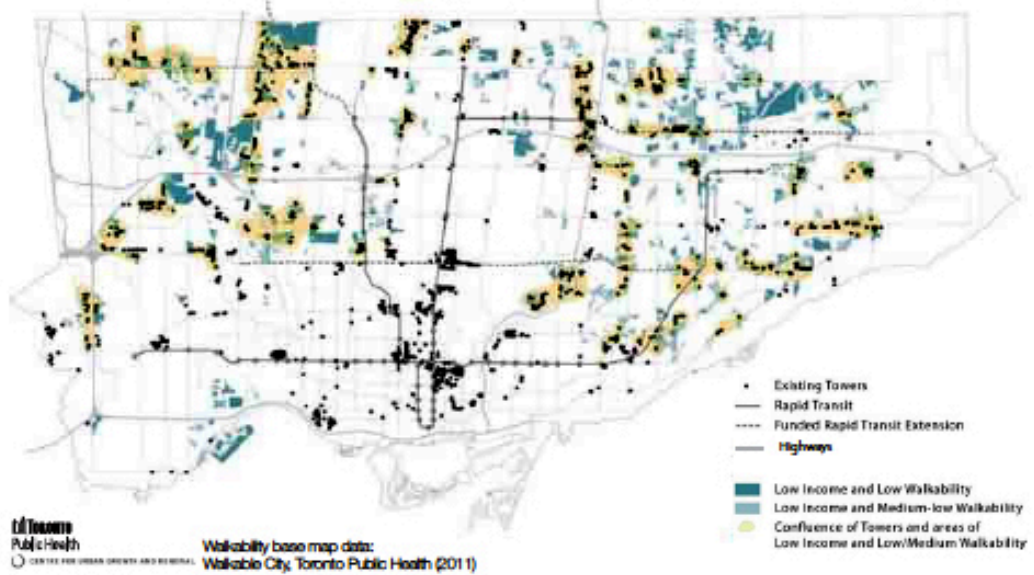 Existing Towers
Rapid Transit
Funded Rapid Transit Extension
Highways
Low Income and Low Walkability
Low Income and Medium-low Walkability
Confluence of Towers and areas of
Low Income and Low/Medium Walkability
TORONTO
Public Health
CENTRE FOR URBAN GROWTH AND RENEWAL
Walkability base map data:
Walkable City, Toronto Public Health (2011)